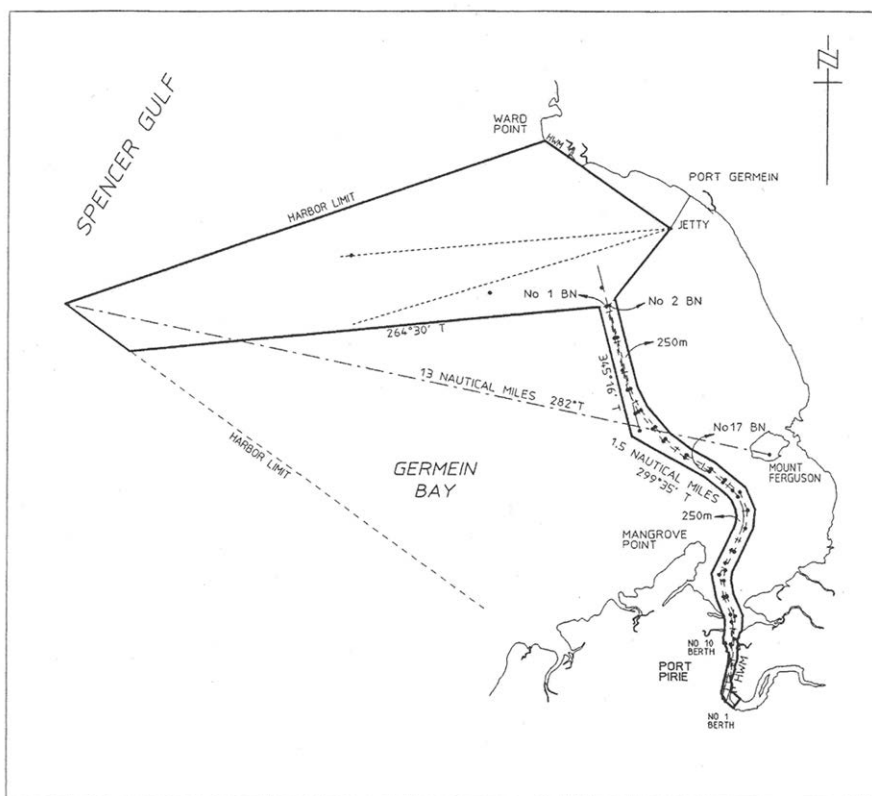 N
SPENCER GULF
WARD
POINT
HWM
PORT GERMEIN
HARBOR LIMIT
JETTY
No 1 BN
No 2 BN
264°30' T
250m
345°16' T
13 NAUTICAL MILES 282°T
No17 BN
HARBOR LIMIT
1.5 NAUTICAL MILES
299°35' T
MOUNT
FERGUSON
GERMEIN
BAY
250m
MANGROVE
POINT
NO 10
BERTH
PORT
PIRIE
HWM
NO 1
BERTH